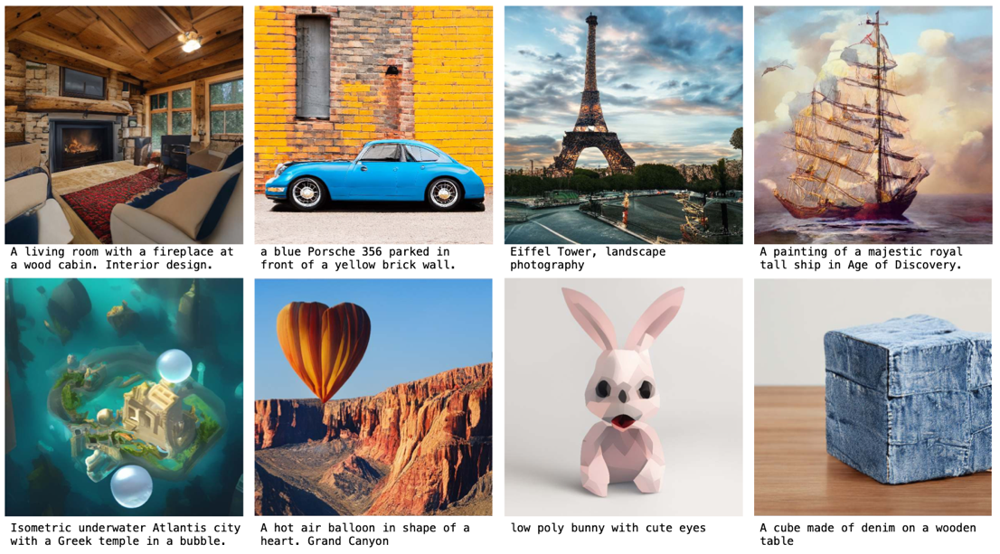 A living room with a fireplace at
a wood cabin. Interior design.
a blue Porsche 356 parked in
front of a yellow brick wall.
Eiffel Tower, landscape
photography
A painting of a majestic royal
tall ship in Age of Discovery.
Isometric underwater Atlantis city
with a Greek temple in a bubble.
A hot air balloon in shape of a
heart. Grand Canyon
low poly bunny with cute eyes
A cube made of denim on a wooden
table